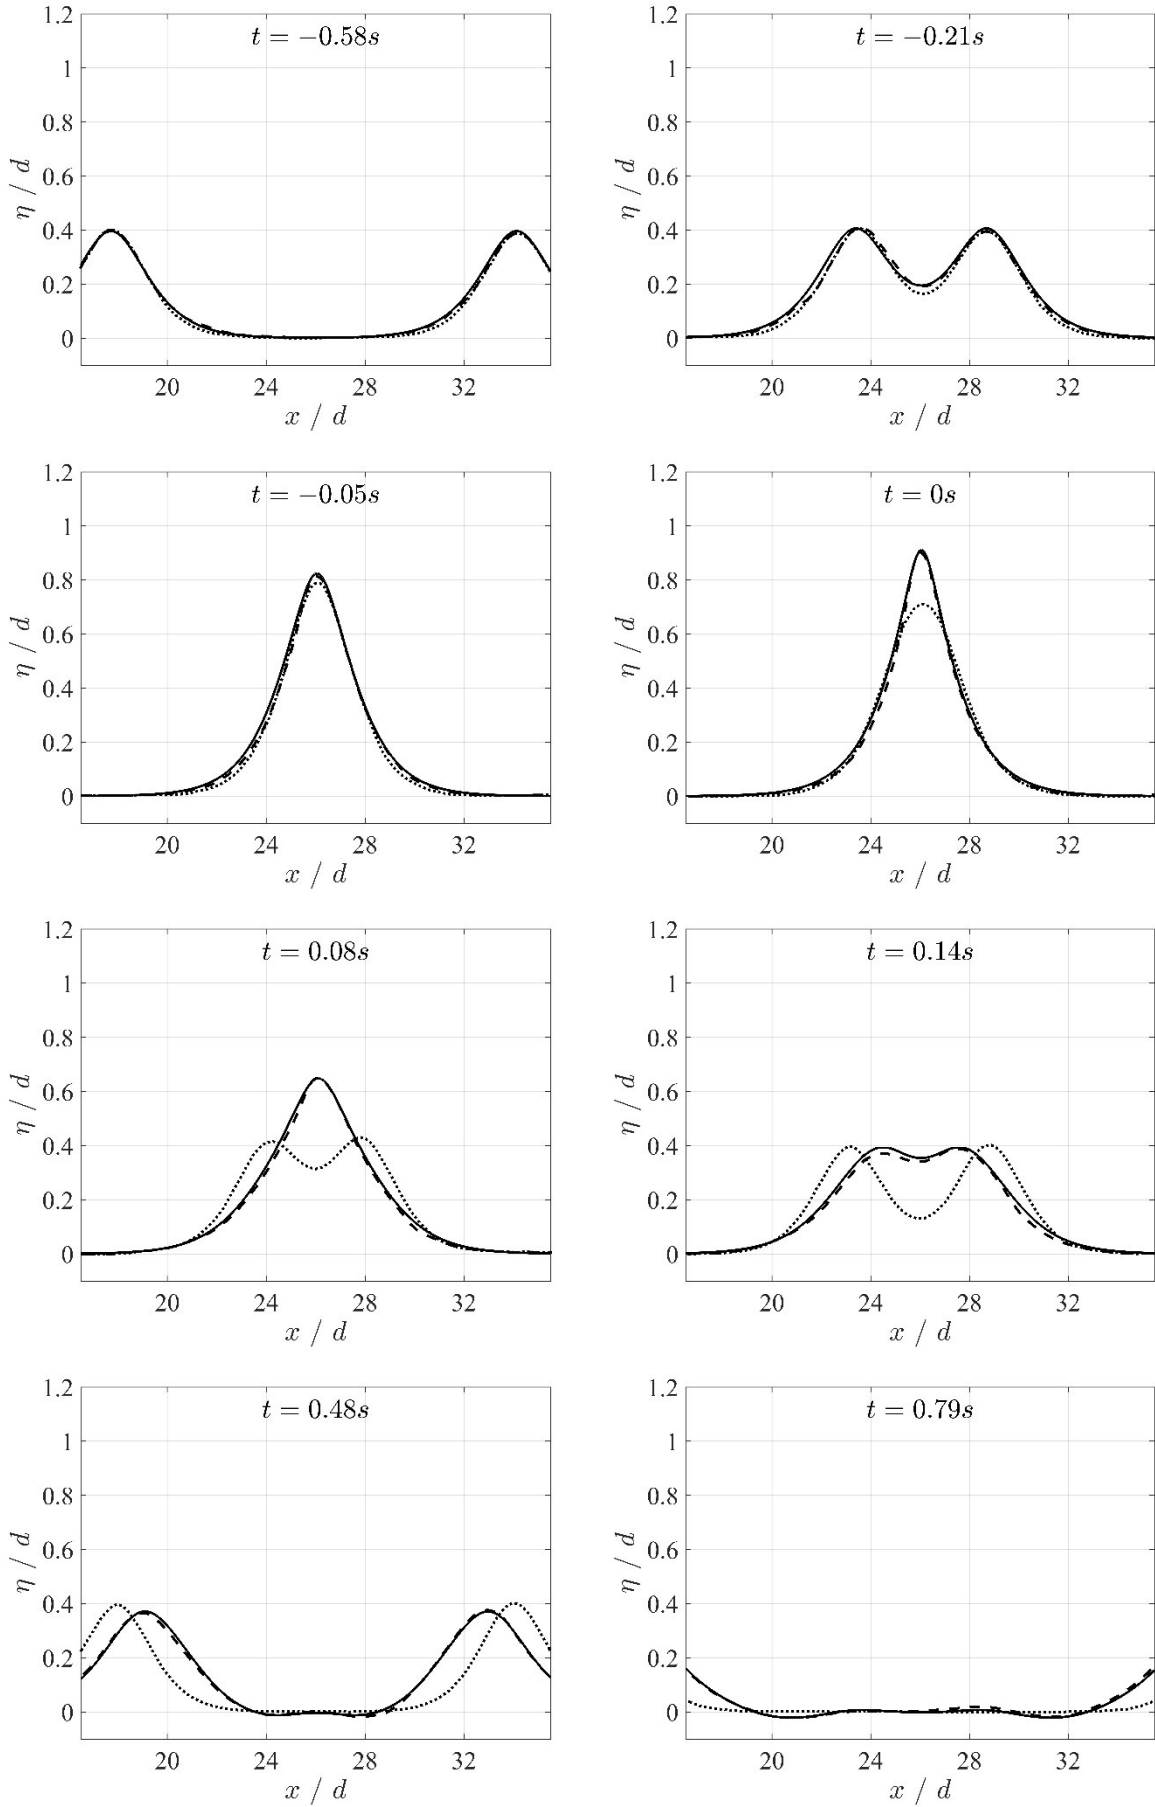 t = −0.58s
1.2
1
0.8
0.6
0.4
0.2
0
η / d
20 24 28 32
x / d
t = −0.21s
1.2
1
0.8
0.6
0.4
0.2
0
η / d
20 24 28 32
x / d
t = −0.05s
1.2
1
0.8
0.6
0.4
0.2
0
η / d
20 24 28 32
x / d
t = 0s
1.2
1
0.8
0.6
0.4
0.2
0
η / d
20 24 28 32
x / d
t = 0.08s
1.2
1
0.8
0.6
0.4
0.2
0
η / d
20 24 28 32
x / d
t = 0.14s
1.2
1
0.8
0.6
0.4
0.2
0
η / d
20 24 28 32
x / d
t = 0.48s
1.2
1
0.8
0.6
0.4
0.2
0
η / d
20 24 28 32
x / d
t = 0.79s
1.2
1
0.8
0.6
0.4
0.2
0
η / d
20 24 28 32
x / d